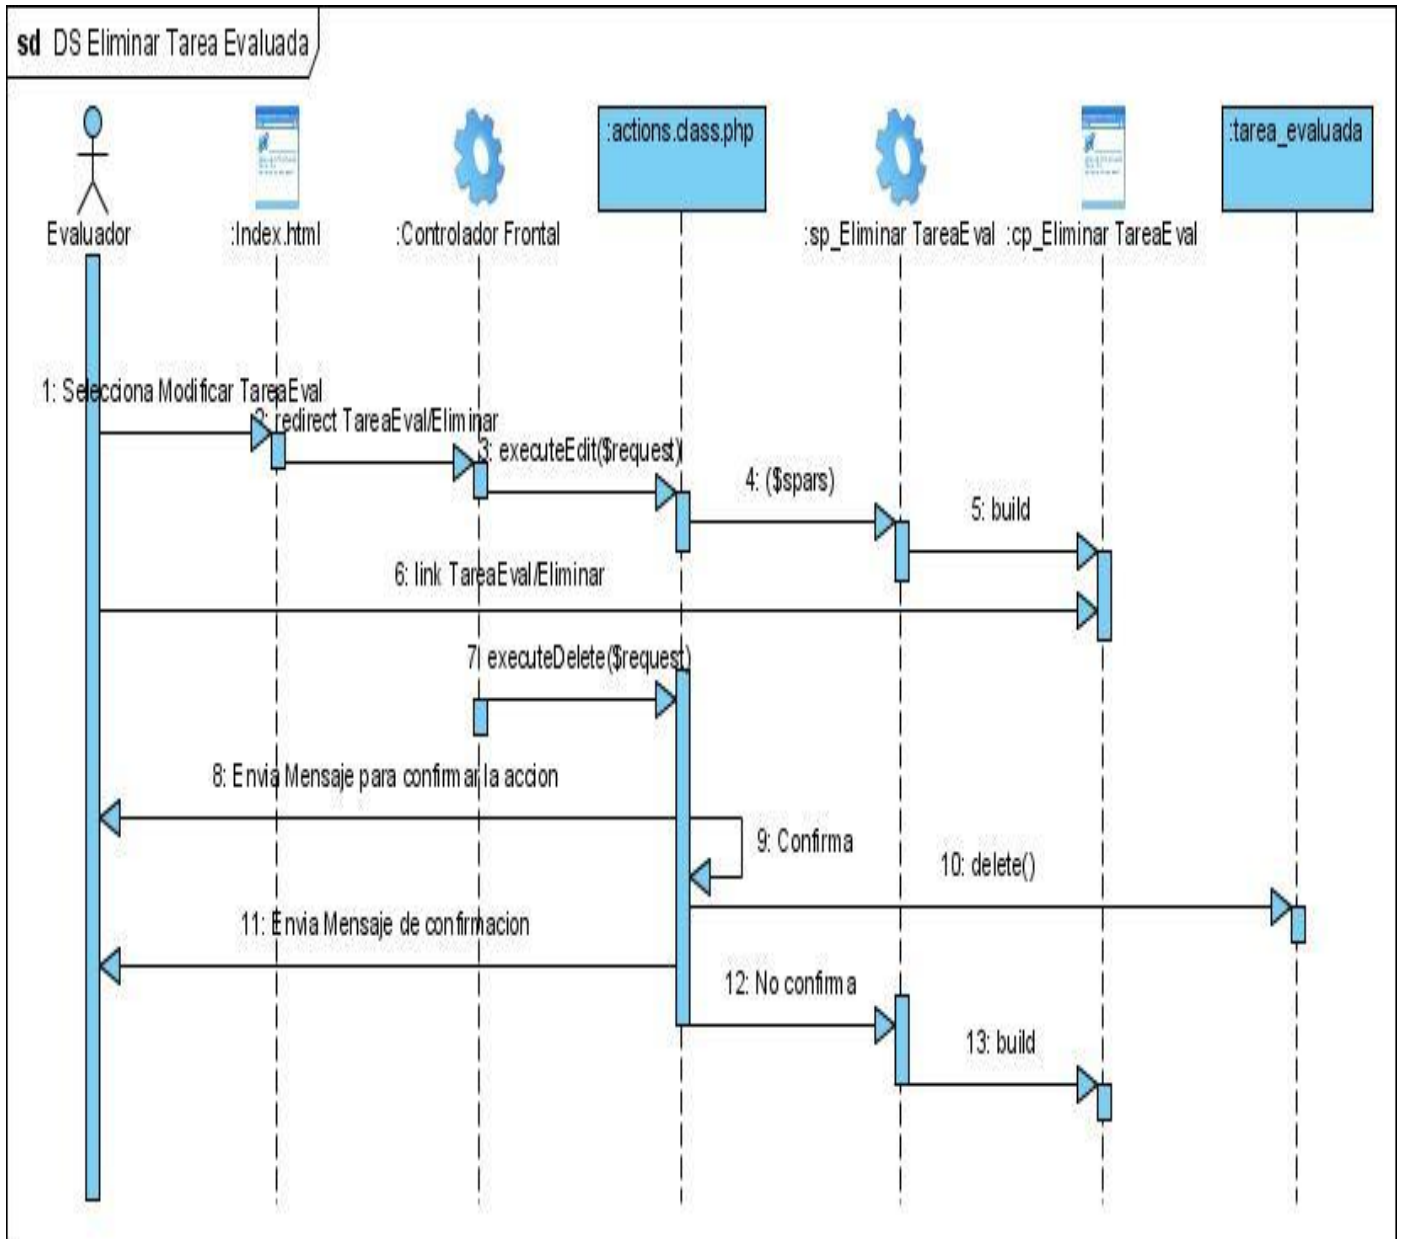 sd DS Eliminar Tarea Evaluada
:actions.class.php
:tarea_evaluada
Evaluador
:Index.html
:Controlador Frontal
:sp_Eliminar TareaEval
:cp_Eliminar TareaEval
1: Selecciona Modificar TareaEval
2: redirect TareaEval/Eliminar
3: executeEdit($request)
4: ($spars)
5: build
6: link TareaEval/Eliminar
7: executeDelete($request)
8: Envia Mensaje para confirmar la accion
9: Confirma
10: delete()
11: Envia Mensaje de confirmacion
12: No confirma
13: build